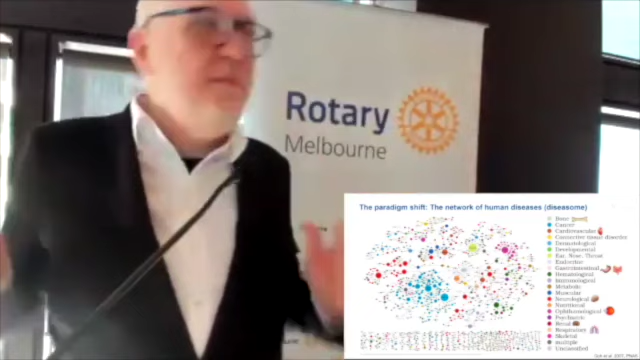 Rotary
Melbourne
The paradigm shift: The network of human diseases (diseasome)
Bone
Cancer
Cardiovascular
Connective tissue disorder
Dermatological
Developmental
Ear, Nose, Throat
Endocrine
Gastrointestinal
Hematological
Immunological
Metabolic
Muscular
Neurological
Nutritional
Ophthamological
Psychiatric
Renal
Respiratory
Skeletal
multiple
Unclassified